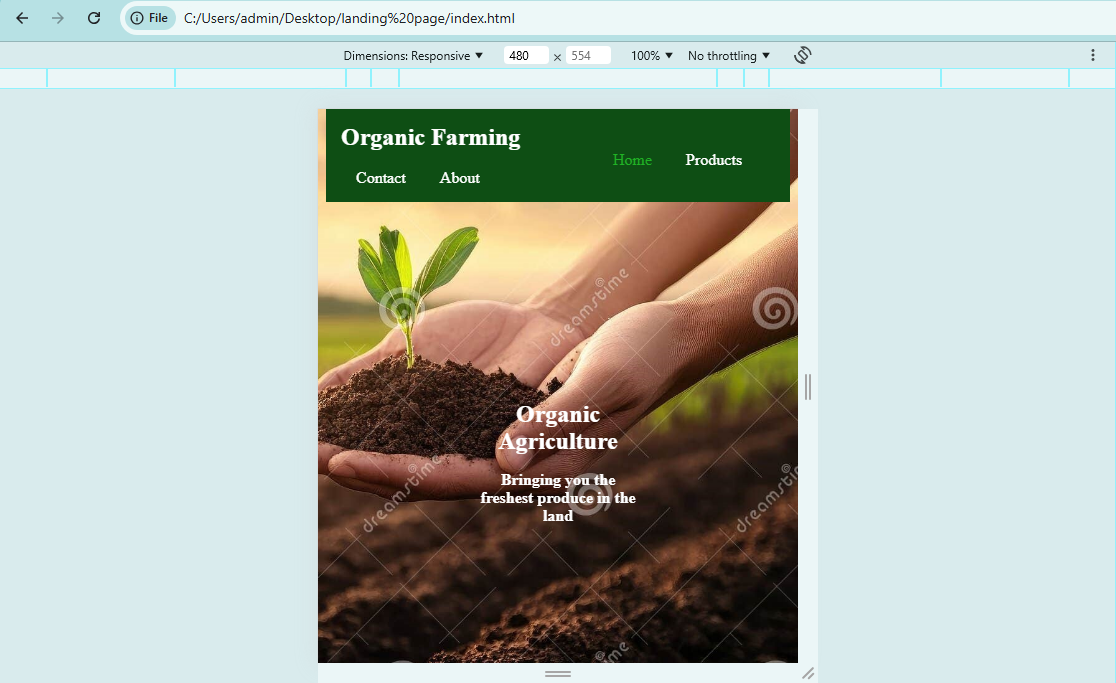 File C:/Users/admin/Desktop/landing%20page/index.html
Dimensions: Responsive 480 x 554 100% No throttling
Organic Farming
Home Products
Contact About
dreamstime
Organic
Agriculture
Bringing you the
freshest produce in the
land
dreamstime
dreamstime
dreamstime